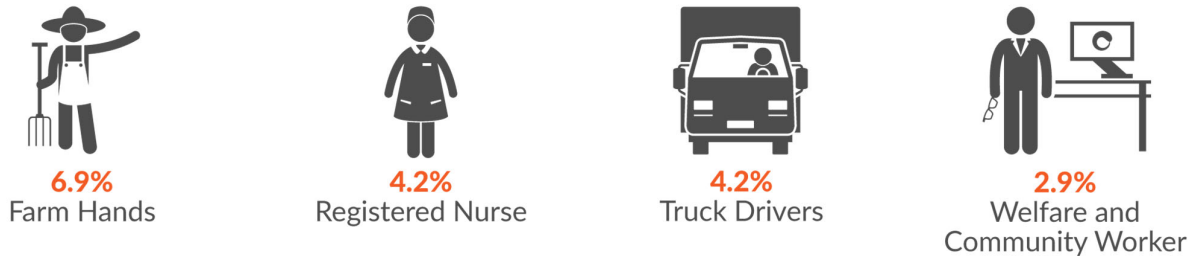 6.9%
Farm Hands
4.2%
Registered Nurse
4.2%
Truck Drivers
2.9%
Welfare and
Community Worker